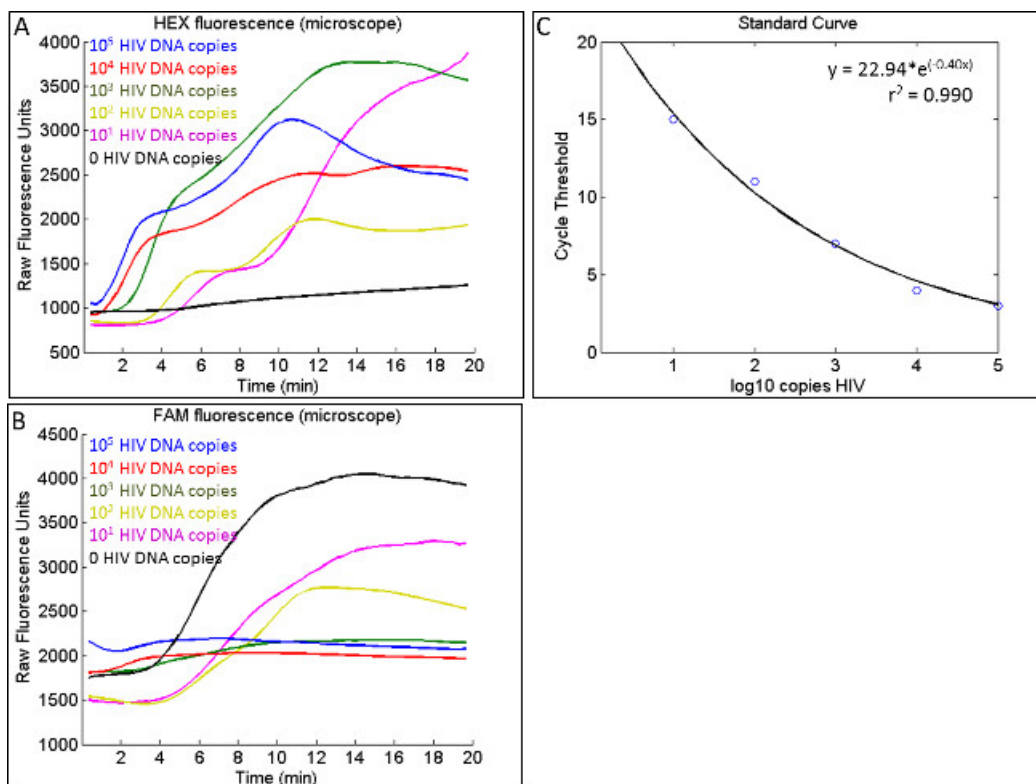 A
HEX fluorescence (microscope)
Raw Fluorescence Units
4000
3500
3000
2500
2000
1500
1000
500
10⁵ HIV DNA copies
10⁴ HIV DNA copies
10³ HIV DNA copies
10² HIV DNA copies
10¹ HIV DNA copies
0 HIV DNA copies
2 4 6 8 10 12 14 16 18 20
Time (min)
C
Standard Curve
Cycle Threshold
20
15
10
5
0
y = 22.94*e^(-0.40x)
r² = 0.990
1 2 3 4 5
log10 copies HIV
B
FAM fluorescence (microscope)
Raw Fluorescence Units
4500
4000
3500
3000
2500
2000
1500
1000
10⁵ HIV DNA copies
10⁴ HIV DNA copies
10³ HIV DNA copies
10² HIV DNA copies
10¹ HIV DNA copies
0 HIV DNA copies
2 4 6 8 10 12 14 16 18 20
Time (min)